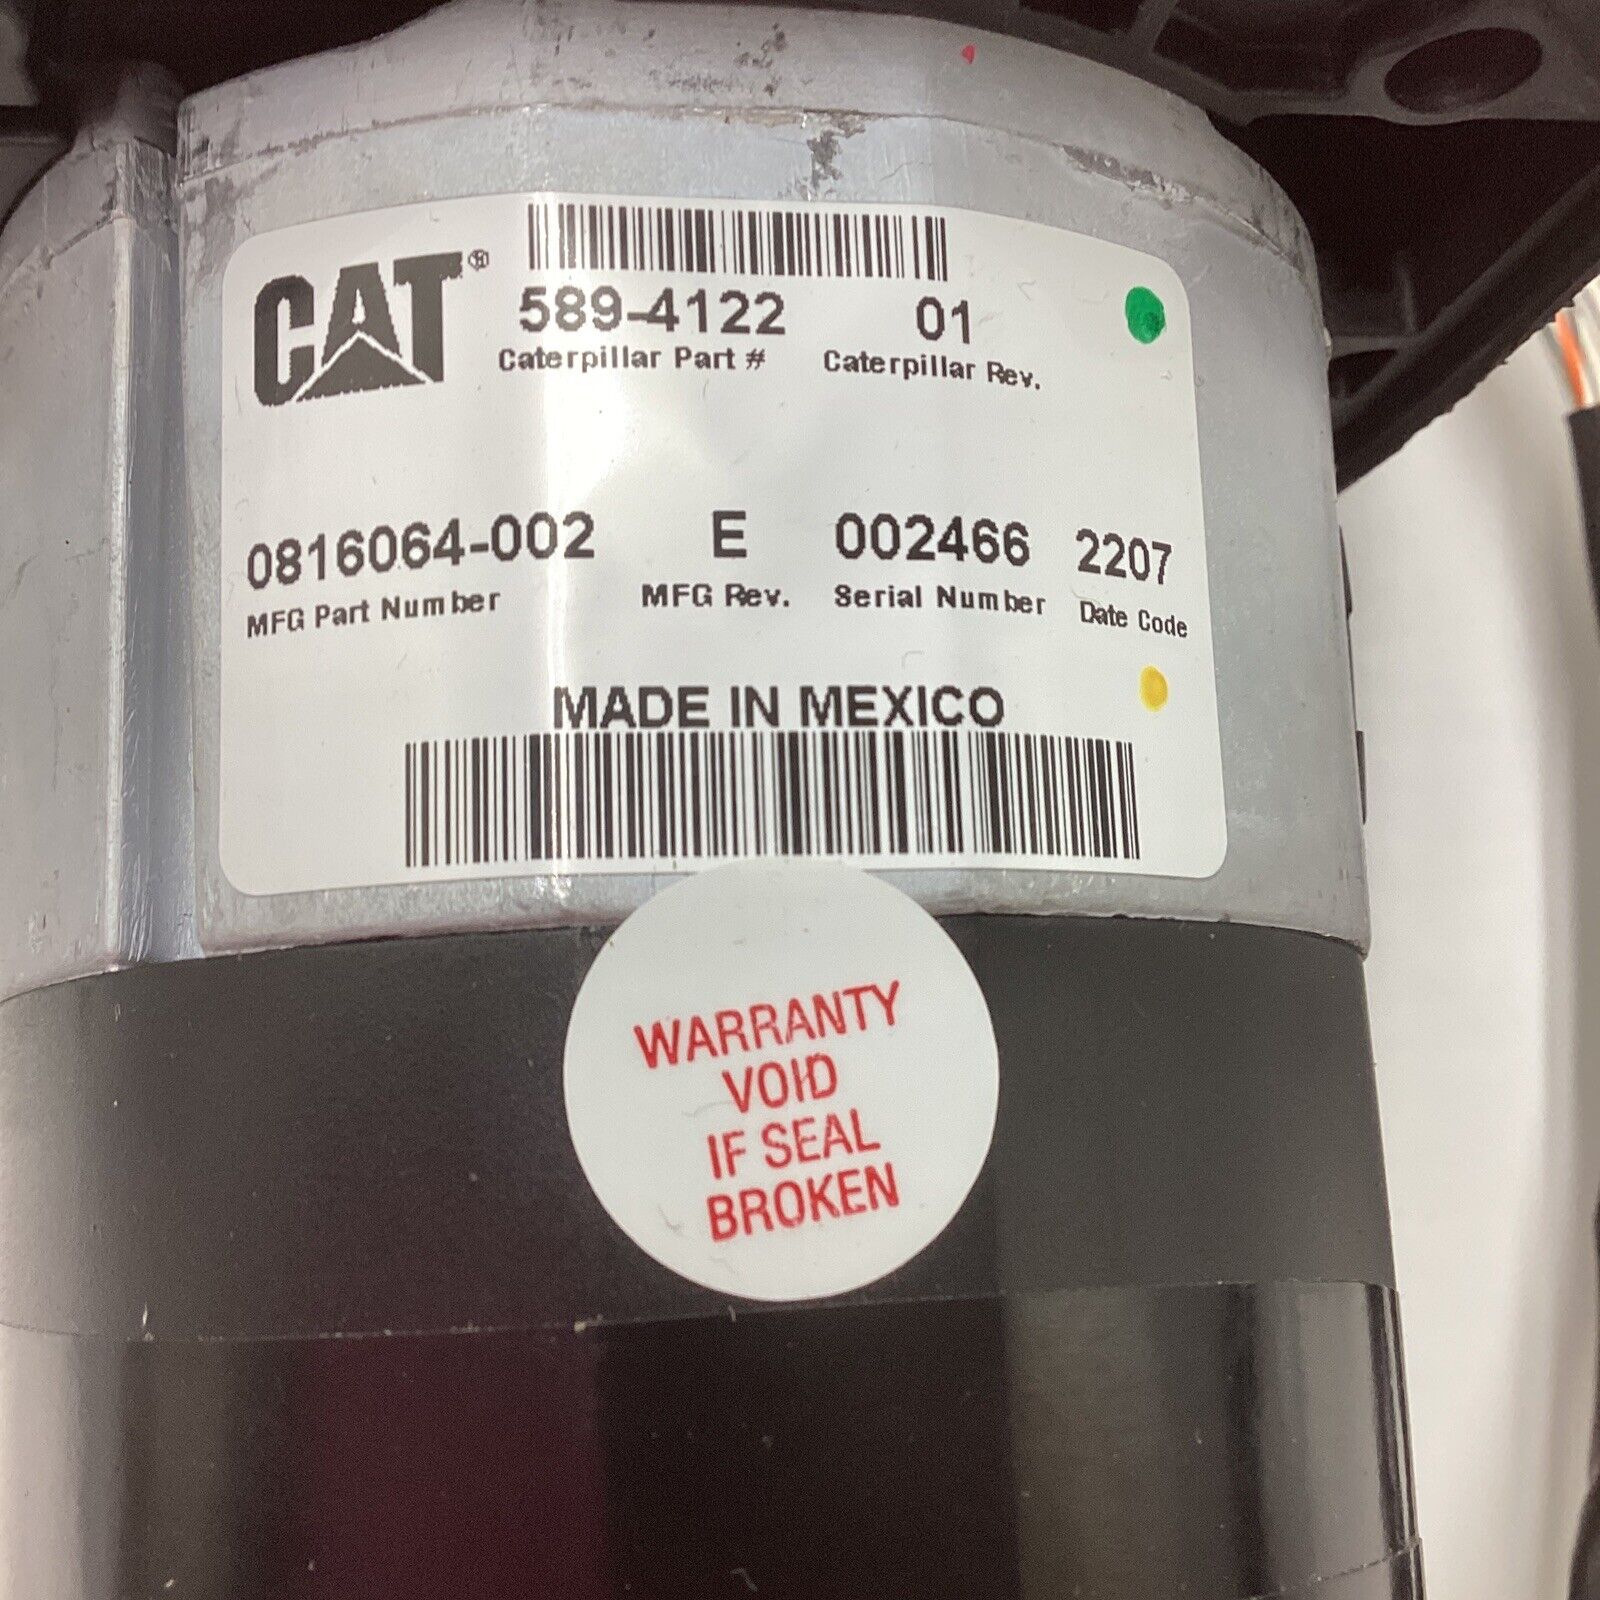 CAT®
589-4122 01
Caterpillar Part # Caterpillar Rev.
0816064-002 E 002466 2207
MFG Part Number MFG Rev. Serial Number Date Code
MADE IN MEXICO
WARRANTY
VOID
IF SEAL
BROKEN